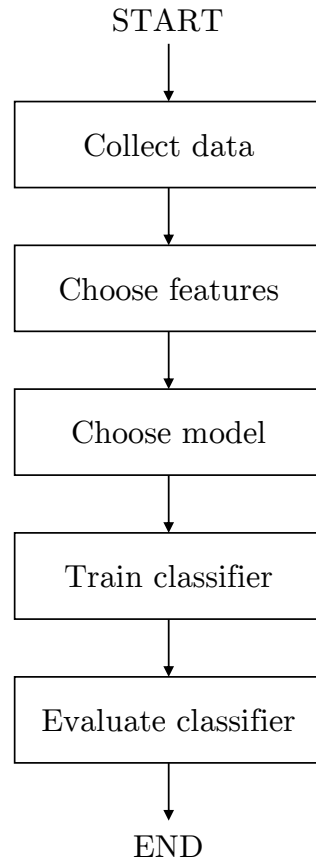 START
Collect data
Choose features
Choose model
Train classifier
Evaluate classifier
END